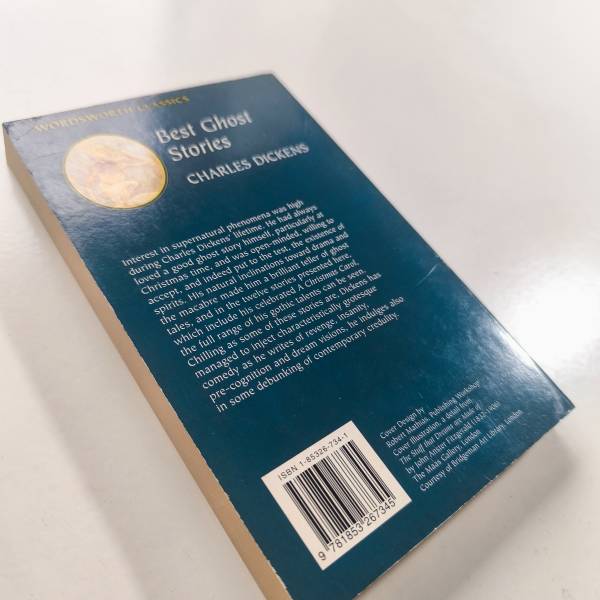 WORDSWORTH CLASSICS
Best Ghost
Stories
CHARLES DICKENS
Interest in supernatural phenomena was high
during Charles Dickens' lifetime. He had always
loved a good ghost story himself, particularly at
Christmas time, and was open-minded, willing to
accept, and indeed put to the test, the existence of
spirits. His natural inclinations toward drama and
the macabre made him a brilliant teller of ghost
tales, and in the twelve stories presented here,
which include his celebrated A Christmas Carol,
the full range of his gothic talents can be seen.
Chilling as some of these stories are, Dickens has
managed to inject characteristically grotesque
comedy as he writes of revenge, insanity,
pre-cognition and dream visions, he indulges also
in some debunking of contemporary credulity.
Cover Design by
Robert Mathias, Publishing Workshop
Cover illustration, a detail from
The Stuff that Dreams are Made of
by John Anster Fitzgerald (1832-1906)
The Maas Gallery, London
Courtesy of Bridgeman Art Library, London
ISBN 1-85326-734-1
9 781853 267345